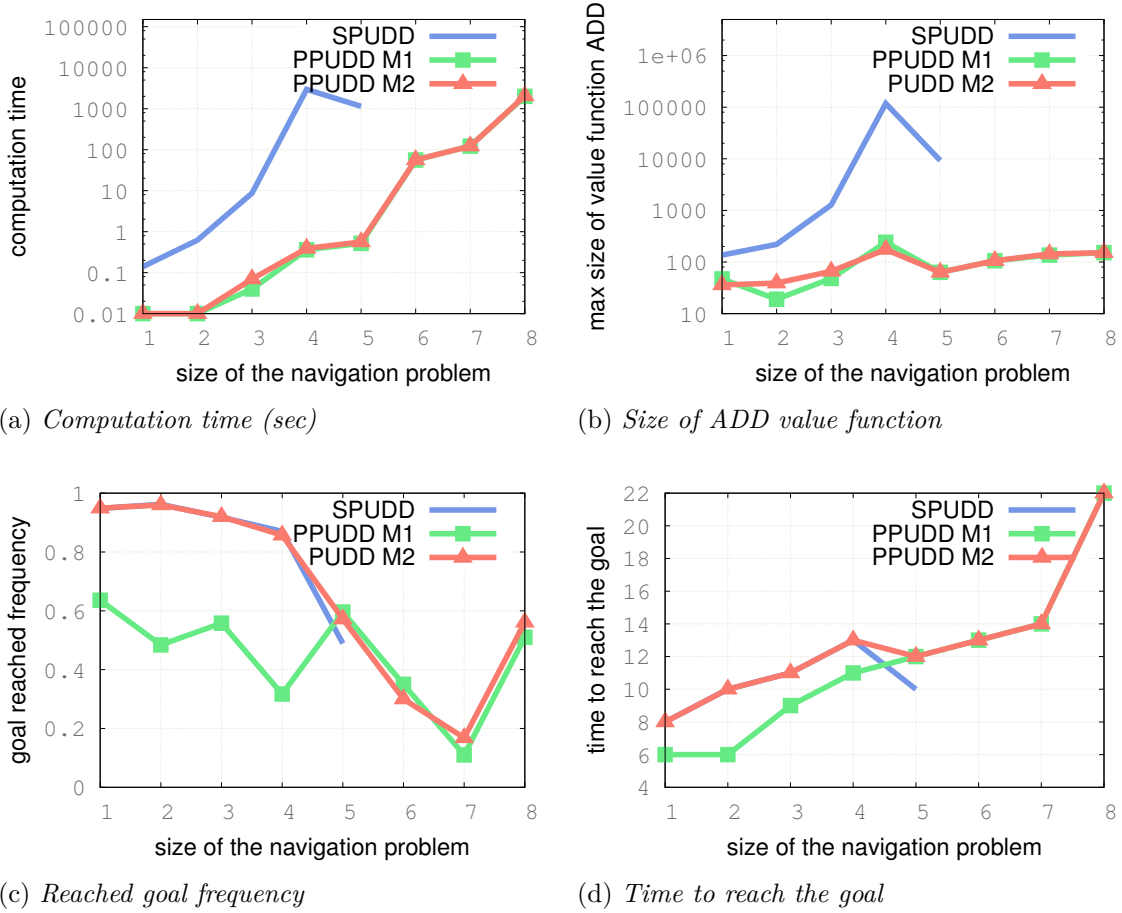 100000
10000
1000
100
10
1
0.1
0.01
computation time
SPUDD
PPUDD M1
PPUDD M2
1 2 3 4 5 6 7 8
size of the navigation problem
(a) Computation time (sec)
1e+06
100000
10000
1000
100
10
max size of value function ADD
SPUDD
PPUDD M1
PUDD M2
1 2 3 4 5 6 7 8
size of the navigation problem
(b) Size of ADD value function
1
0.8
0.6
0.4
0.2
0
goal reached frequency
SPUDD
PPUDD M1
PUDD M2
1 2 3 4 5 6 7 8
size of the navigation problem
(c) Reached goal frequency
22
20
18
16
14
12
10
8
6
4
time to reach the goal
SPUDD
PPUDD M1
PPUDD M2
1 2 3 4 5 6 7 8
size of the navigation problem
(d) Time to reach the goal